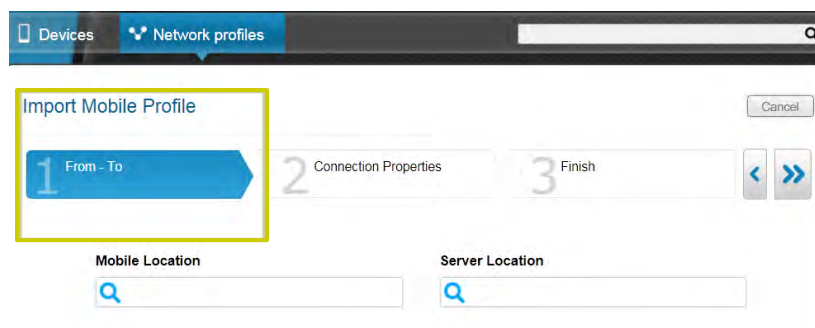 Devices Network profiles
Import Mobile Profile Cancel
1 From - To 2 Connection Properties 3 Finish
Mobile Location Server Location